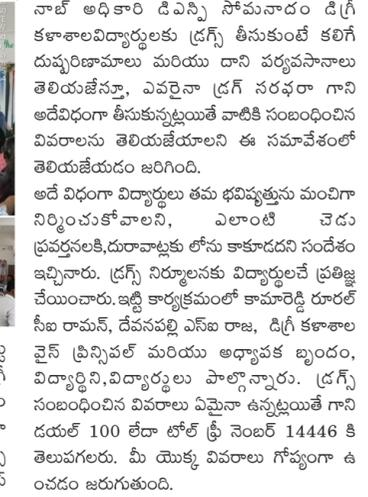 నాబ్ అధికారి డిఎస్పి సోమనాదం డిగ్రీ
కళాశాలవిద్యార్థులకు డ్రగ్స్ తీసుకుంటే కలిగే
దుష్పరిణామాలు మరియు దాని పర్యవసానాలు
తెలియజేస్తూ, ఎవరైనా డ్రగ్ సరఫరా గాని
అదేవిధంగా తీసుకున్నట్లయితే వాటికి సంబంధించిన
వివరాలను తెలియజేయాలని ఈ సమావేశంలో
తెలియజేయడం జరిగింది.
అదే విధంగా విద్యార్థులు తమ భవిష్యత్తును మంచిగా
నిర్మించుకోవాలని, ఎలాంటి చెడు
ప్రవర్తనలకి,దురావాట్లకు లోను కాకూడదని సందేశం
ఇచ్చినారు. డ్రగ్స్ నిర్మూలనకు విద్యార్థులచే ప్రతిజ్ఞ
చేయించారు.ఇట్టి కార్యక్రమంలో కామారెడ్డి రూరల్
సీఐ రామన్, దేవనపల్లి ఎస్ఐ రాజ, డిగ్రీ కళాశాల
వైస్ ప్రిన్సిపల్ మరియు అధ్యాపక బృందం,
విద్యార్థిని,విద్యార్థులు పాల్గొన్నారు. డ్రగ్స్
సంబంధించిన వివరాలు ఏమైనా ఉన్నట్లయితే గాని
డయల్ 100 లేదా టోల్ ఫ్రీ నెంబర్ 14446 కి
తెలుపగలరు. మీ యొక్క వివరాలు గోప్యంగా ఉ
ంచడం జరుగుతుంది.